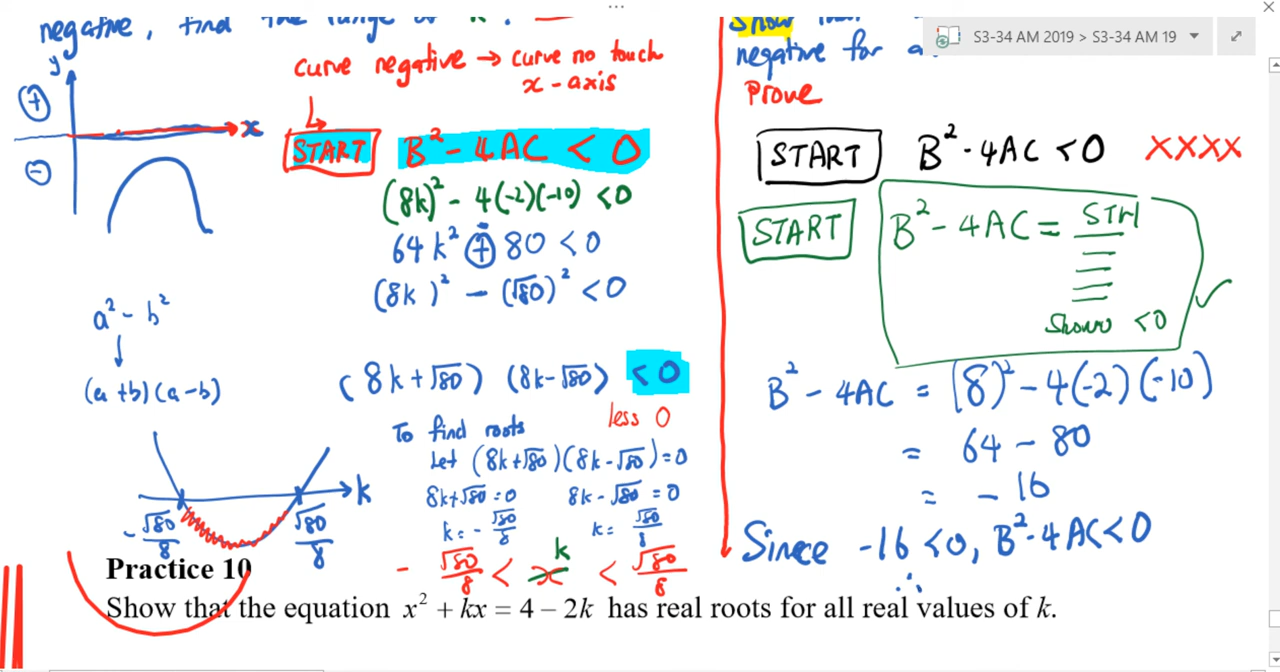 negative, find the range of k.
curve negative → curve no touch
x - axis
y
x
+
−
START B² - 4AC < 0
(8k)² - 4(-2)(-10) < 0
64k² + 80 < 0
(8k)² - (√80)² < 0
a² - b²
↓
(a+b)(a-b)
(8k+√80) (8k-√80) < 0
less 0
To find roots
Let (8k+√80)(8k-√80)=0
8k+√80=0 8k-√80=0
k=-√80/8 k=√80/8
k
-√80/8 √80/8
k
-√80/8 < x < √80/8
Show that
negative for a
Prove
S3-34 AM 2019 > S3-34 AM 19
START B² - 4AC < 0 XXXX
START B² - 4AC = STH
Shown < 0
B² - 4AC = (8)² - 4(-2)(-10)
= 64 - 80
= -16
Since -16 < 0, B² - 4AC < 0
∴
Practice 10
Show that the equation x² + kx = 4 – 2k has real roots for all real values of k.